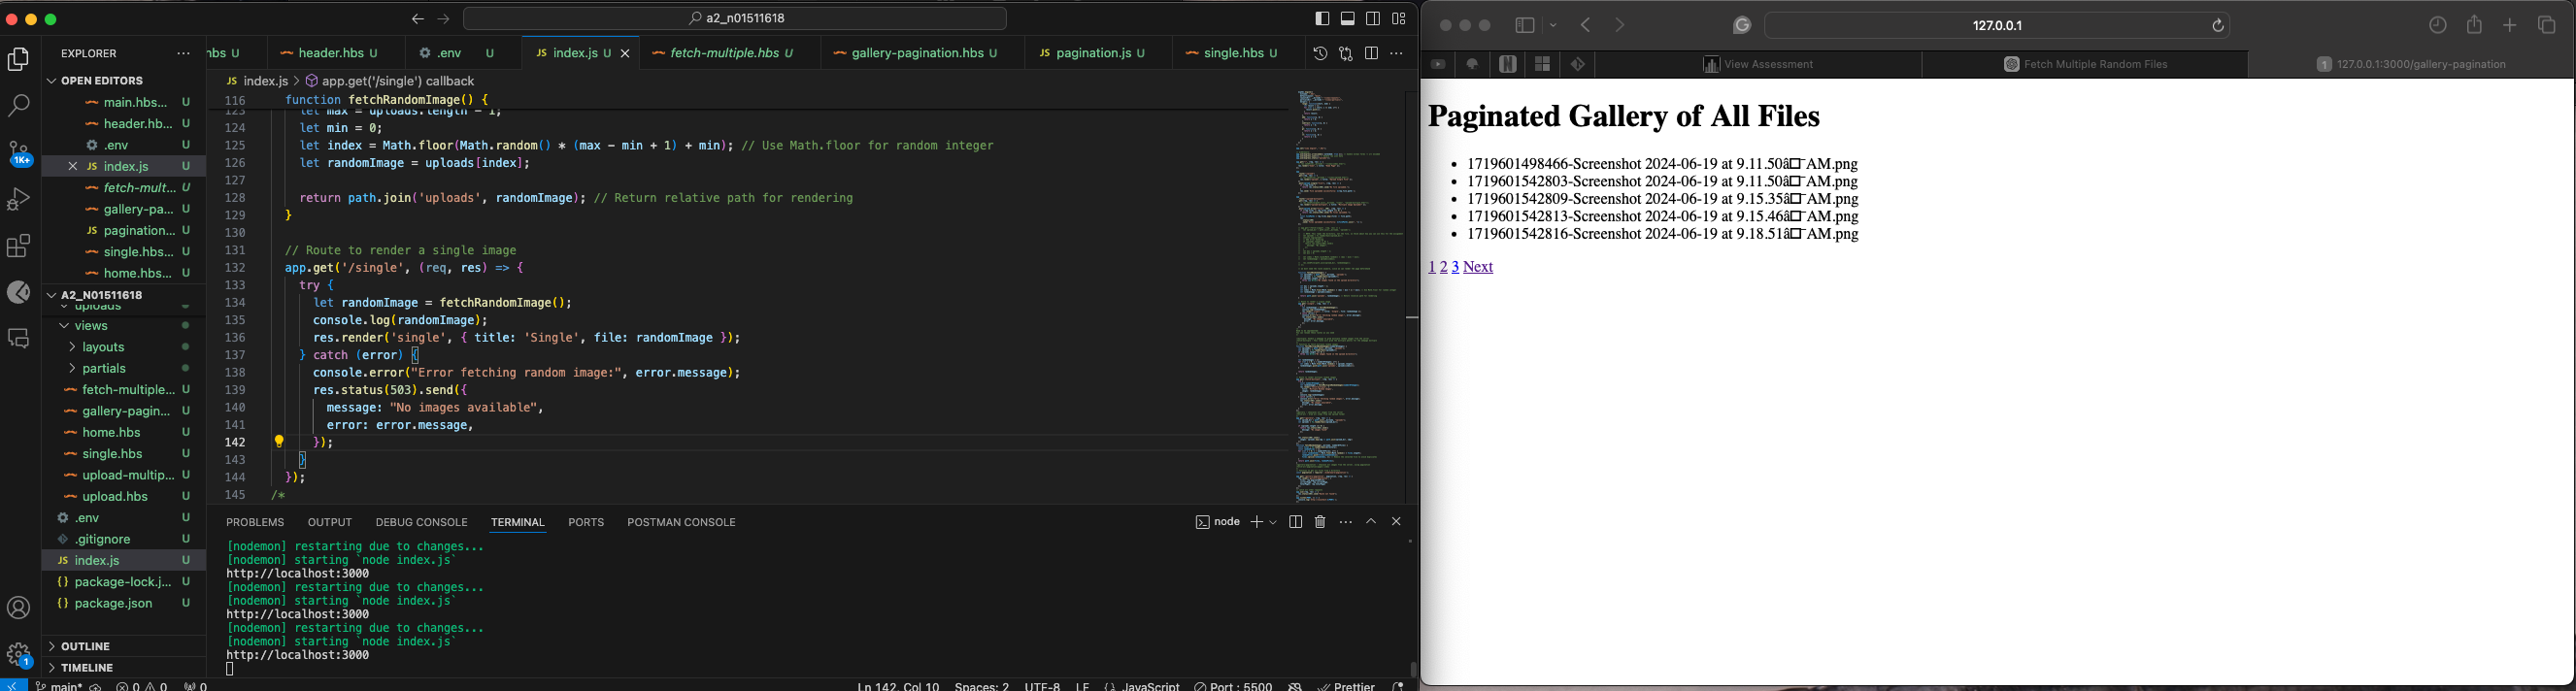 a2_n01511618
EXPLORER
OPEN EDITORS
main.hbs... U
header.hb... U
.env U
index.js U
fetch-mult... U
gallery-pa... U
pagination... U
single.hbs... U
home.hbs... U
A2_N01511618
uploads
views
layouts
partials
fetch-multiple... U
gallery-pagin... U
home.hbs U
single.hbs U
upload-multip... U
upload.hbs U
.env U
.gitignore U
index.js U
package-lock.j... U
package.json U
OUTLINE
TIMELINE
1K+
1
hbs U
header.hbs U
.env U
index.js U
fetch-multiple.hbs U
gallery-pagination.hbs U
pagination.js U
single.hbs U
index.js > app.get('/single') callback
116 function fetchRandomImage() {
123 let max = uploads.length - 1;
124 let min = 0;
125 let index = Math.floor(Math.random() * (max - min + 1) + min); // Use Math.floor for random integer
126 let randomImage = uploads[index];
127
128 return path.join('uploads', randomImage); // Return relative path for rendering
129 }
130
131 // Route to render a single image
132 app.get('/single', (req, res) => {
133 try {
134 let randomImage = fetchRandomImage();
135 console.log(randomImage);
136 res.render('single', { title: 'Single', file: randomImage });
137 } catch (error) {
138 console.error("Error fetching random image:", error.message);
139 res.status(503).send({
140 message: "No images available",
141 error: error.message,
142 });
143 }
144 });
145 /*
PROBLEMS OUTPUT DEBUG CONSOLE TERMINAL PORTS POSTMAN CONSOLE
node
[nodemon] restarting due to changes...
[nodemon] starting `node index.js`
http://localhost:3000
[nodemon] restarting due to changes...
[nodemon] starting `node index.js`
http://localhost:3000
[nodemon] restarting due to changes...
[nodemon] starting `node index.js`
http://localhost:3000
main* 0 0 0
Ln 142, Col 10 Spaces: 2 UTF-8 LF {} JavaScript Port : 5500 Prettier
127.0.0.1
View Assessment
Fetch Multiple Random Files
1 127.0.0.1:3000/gallery-pagination
Paginated Gallery of All Files
1719601498466-Screenshot 2024-06-19 at 9.11.50â□¯AM.png
1719601542803-Screenshot 2024-06-19 at 9.11.50â□¯AM.png
1719601542809-Screenshot 2024-06-19 at 9.15.35â□¯AM.png
1719601542813-Screenshot 2024-06-19 at 9.15.46â□¯AM.png
1719601542816-Screenshot 2024-06-19 at 9.18.51â□¯AM.png
1 2 3 Next